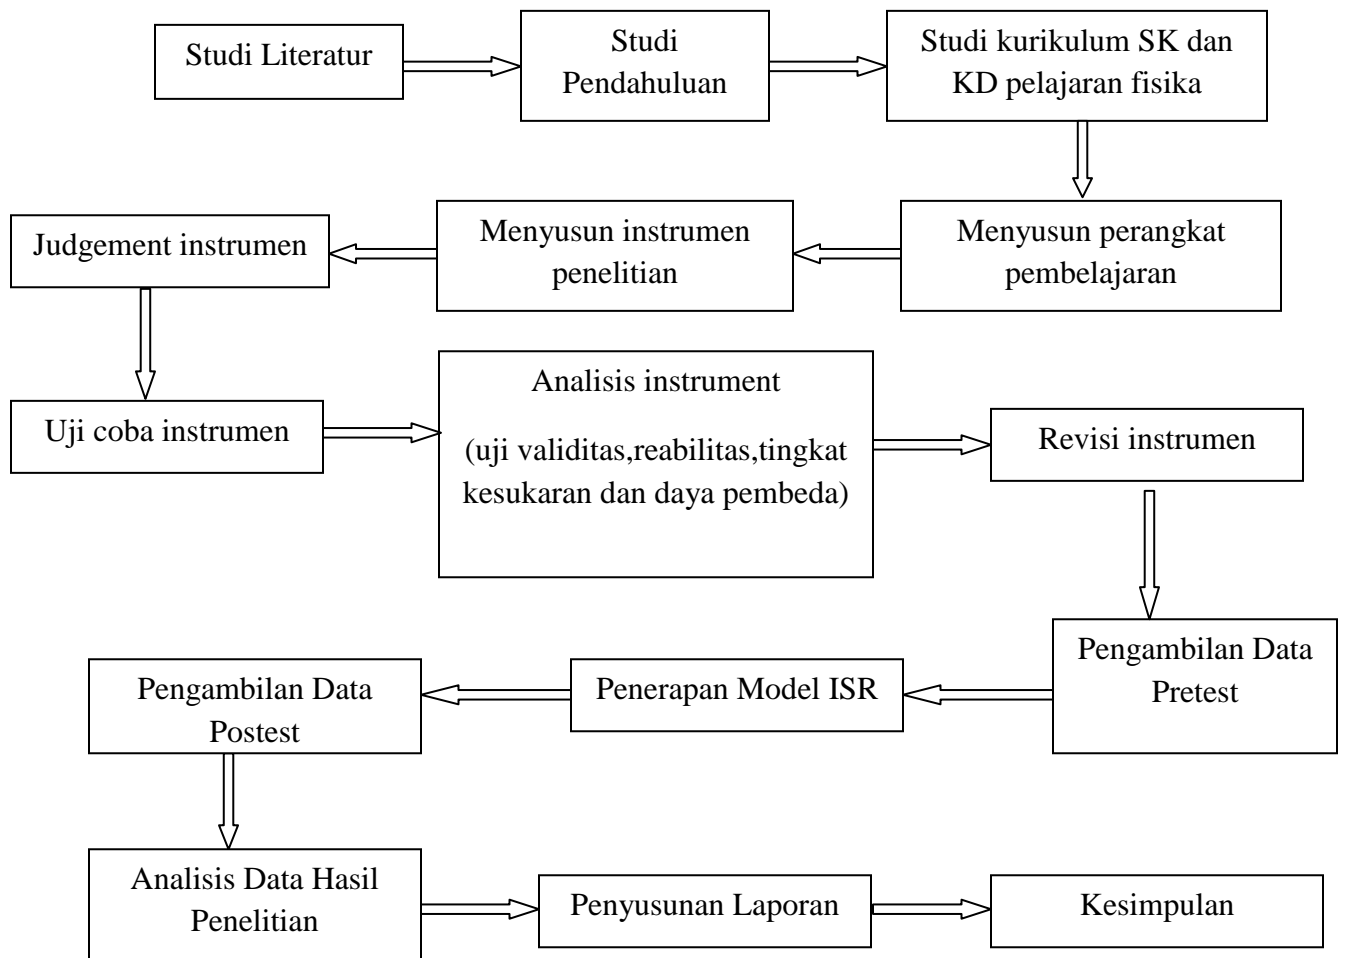 Studi Literatur
Studi
Pendahuluan
Studi kurikulum SK dan
KD pelajaran fisika
Menyusun perangkat
pembelajaran
Menyusun instrumen
penelitian
Judgement instrumen
Uji coba instrumen
Analisis instrument
(uji validitas,reabilitas,tingkat
kesukaran dan daya pembeda)
Revisi instrumen
Pengambilan Data
Pretest
Penerapan Model ISR
Pengambilan Data
Postest
Analisis Data Hasil
Penelitian
Penyusunan Laporan
Kesimpulan